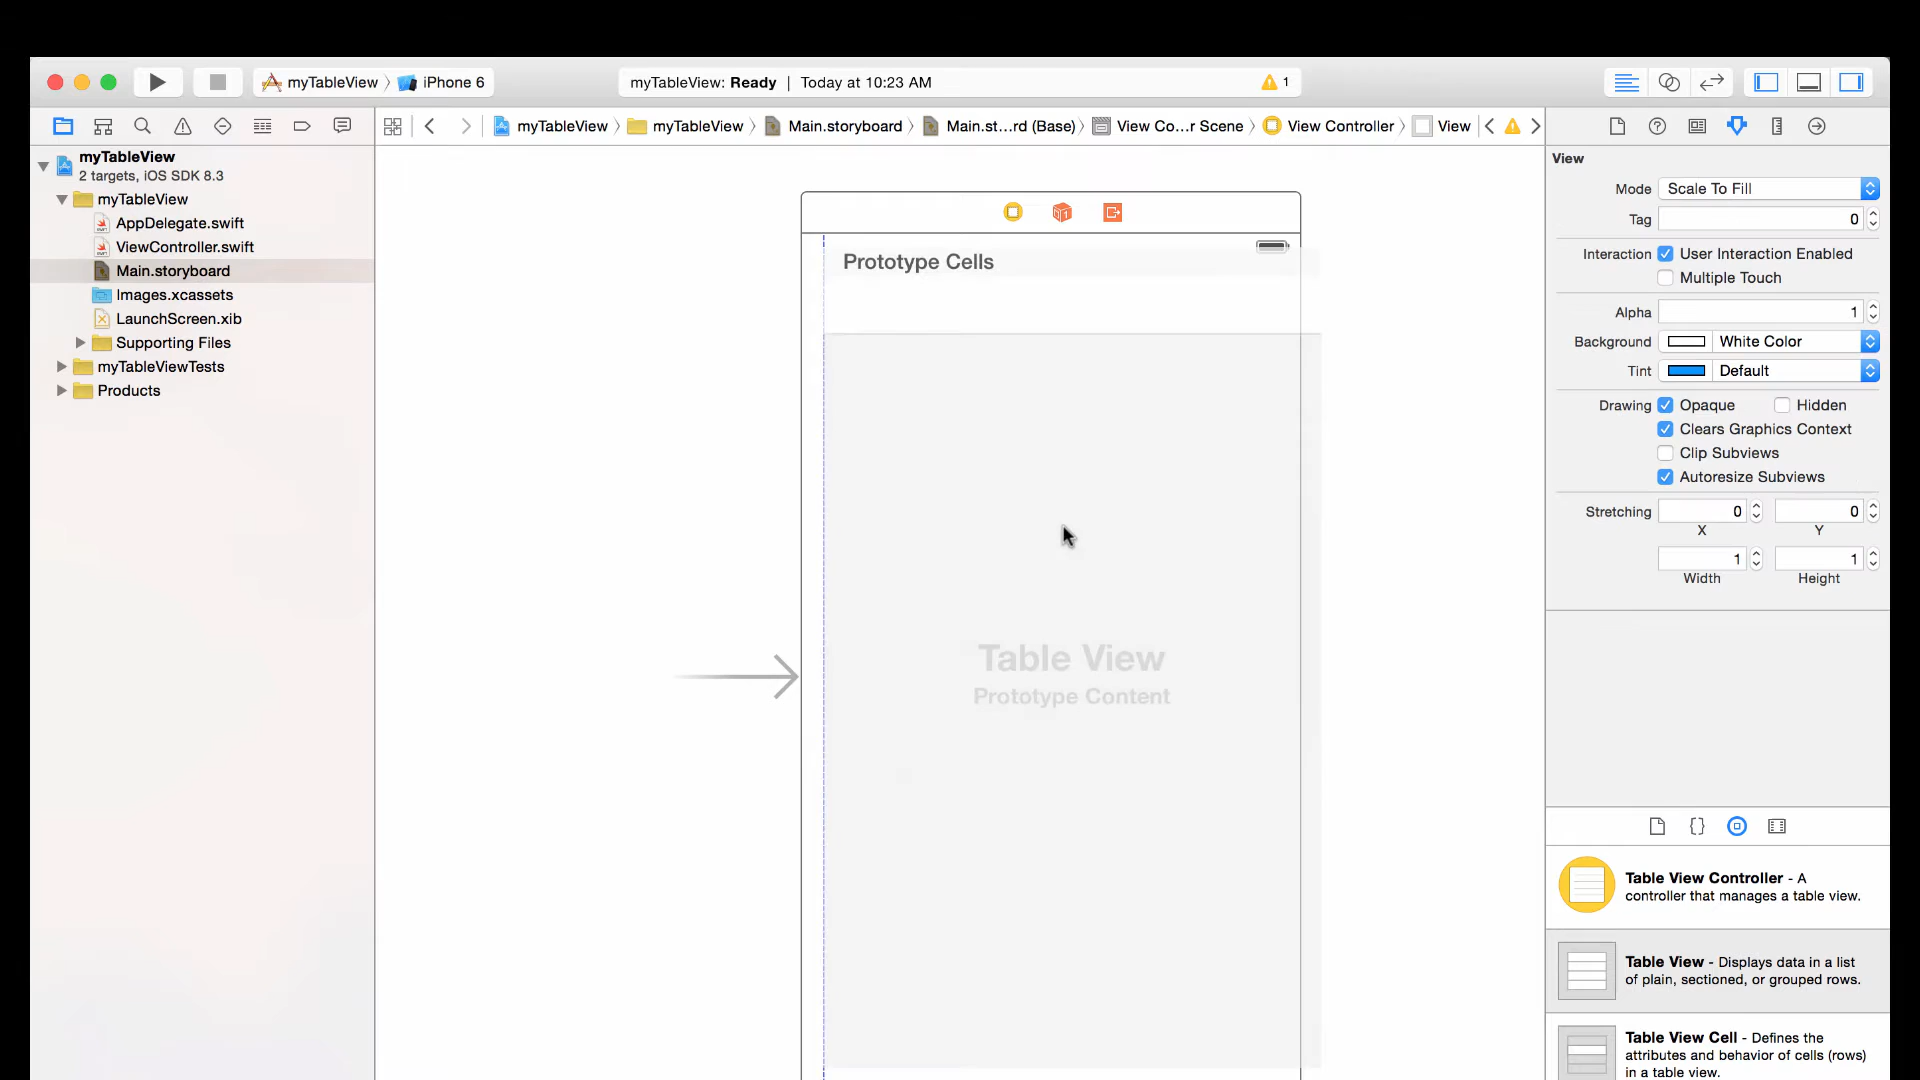 myTableView
iPhone 6
myTableView: Ready | Today at 10:23 AM
1
myTableView
myTableView
Main.storyboard
Main.st...rd (Base)
View Co...r Scene
View Controller
View
myTableView
2 targets, iOS SDK 8.3
myTableView
AppDelegate.swift
ViewController.swift
Main.storyboard
Images.xcassets
LaunchScreen.xib
Supporting Files
myTableViewTests
Products
Prototype Cells
Table View
Prototype Content
View
Mode Scale To Fill
Tag 0
Interaction User Interaction Enabled
Multiple Touch
Alpha 1
Background White Color
Tint Default
Drawing Opaque Hidden
Clears Graphics Context
Clip Subviews
Autoresize Subviews
Stretching 0 0
X Y
1 1
Width Height
Table View Controller - A
controller that manages a table view.
Table View - Displays data in a list
of plain, sectioned, or grouped rows.
Table View Cell - Defines the
attributes and behavior of cells (rows)
in a table view.